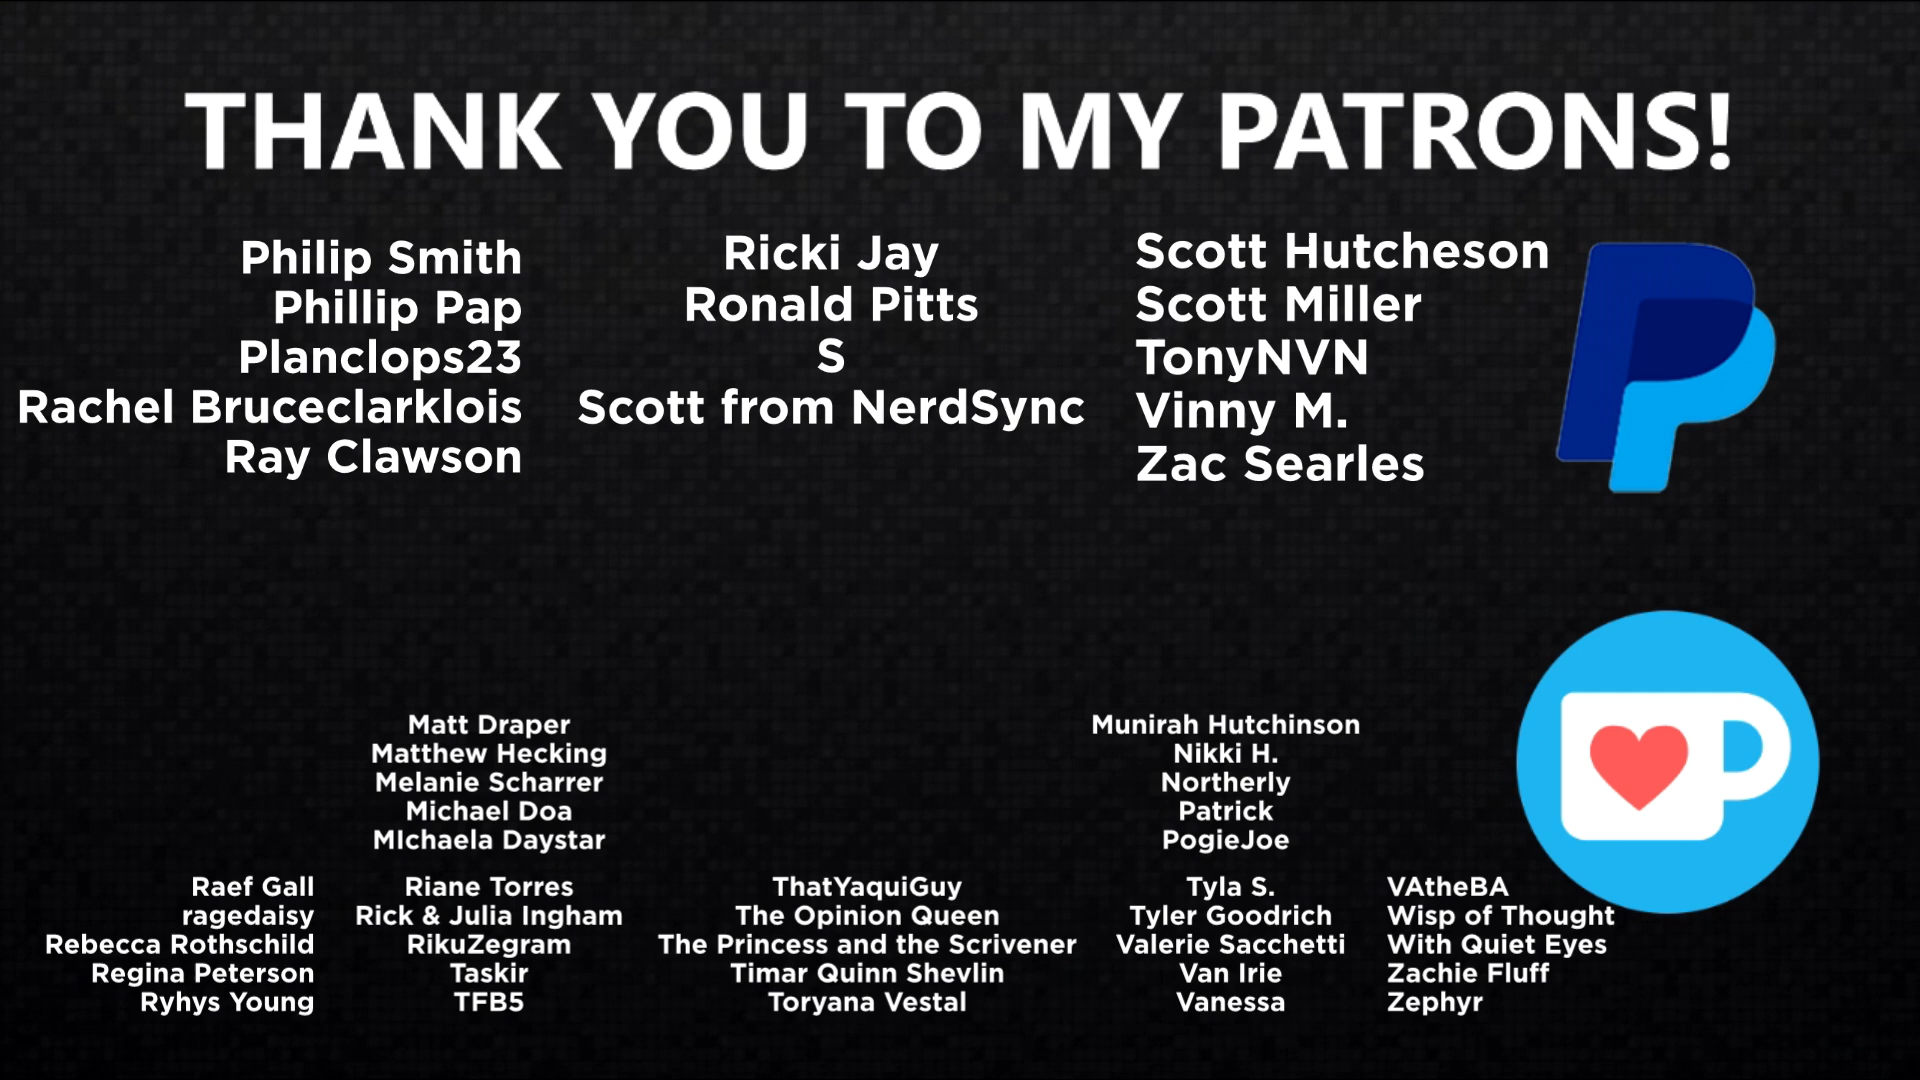 THANK YOU TO MY PATRONS!
Philip Smith
Phillip Pap
Planclops23
Rachel Bruceclarklois
Ray Clawson
Ricki Jay
Ronald Pitts
S
Scott from NerdSync
Scott Hutcheson
Scott Miller
TonyNVN
Vinny M.
Zac Searles
Matt Draper
Matthew Hecking
Melanie Scharrer
Michael Doa
MIchaela Daystar
Munirah Hutchinson
Nikki H.
Northerly
Patrick
PogieJoe
Raef Gall
ragedaisy
Rebecca Rothschild
Regina Peterson
Ryhys Young
Riane Torres
Rick & Julia Ingham
RikuZegram
Taskir
TFB5
ThatYaquiGuy
The Opinion Queen
The Princess and the Scrivener
Timar Quinn Shevlin
Toryana Vestal
Tyla S.
Tyler Goodrich
Valerie Sacchetti
Van Irie
Vanessa
VAtheBA
Wisp of Thought
With Quiet Eyes
Zachie Fluff
Zephyr